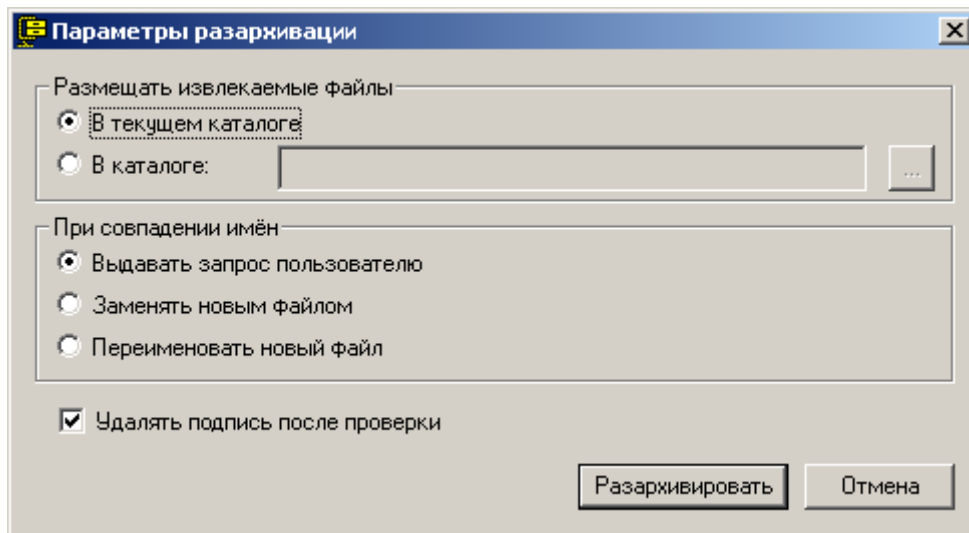 Параметры разархивации
Размещать извлекаемые файлы
В текущем каталоге
В каталоге:
...
При совпадении имён
Выдавать запрос пользователю
Заменять новым файлом
Переименовать новый файл
Удалять подпись после проверки
Разархивировать Отмена